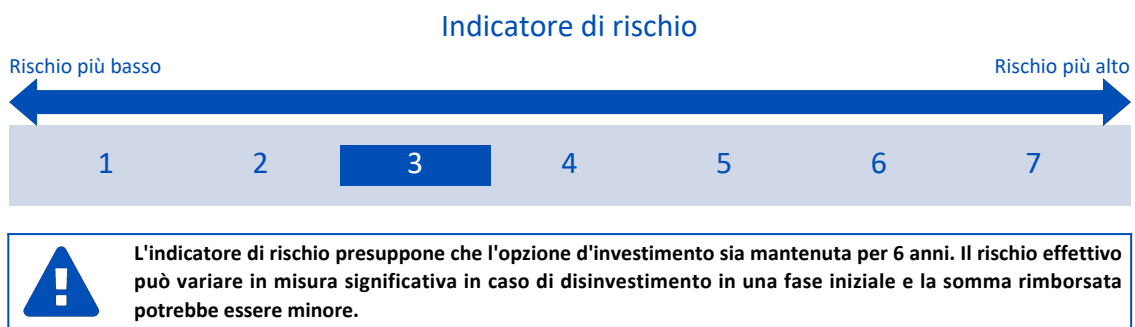 Indicatore di rischio
Rischio più basso Rischio più alto
1 2 3 4 5 6 7
L'indicatore di rischio presuppone che l'opzione d'investimento sia mantenuta per 6 anni. Il rischio effettivo
può variare in misura significativa in caso di disinvestimento in una fase iniziale e la somma rimborsata
potrebbe essere minore.